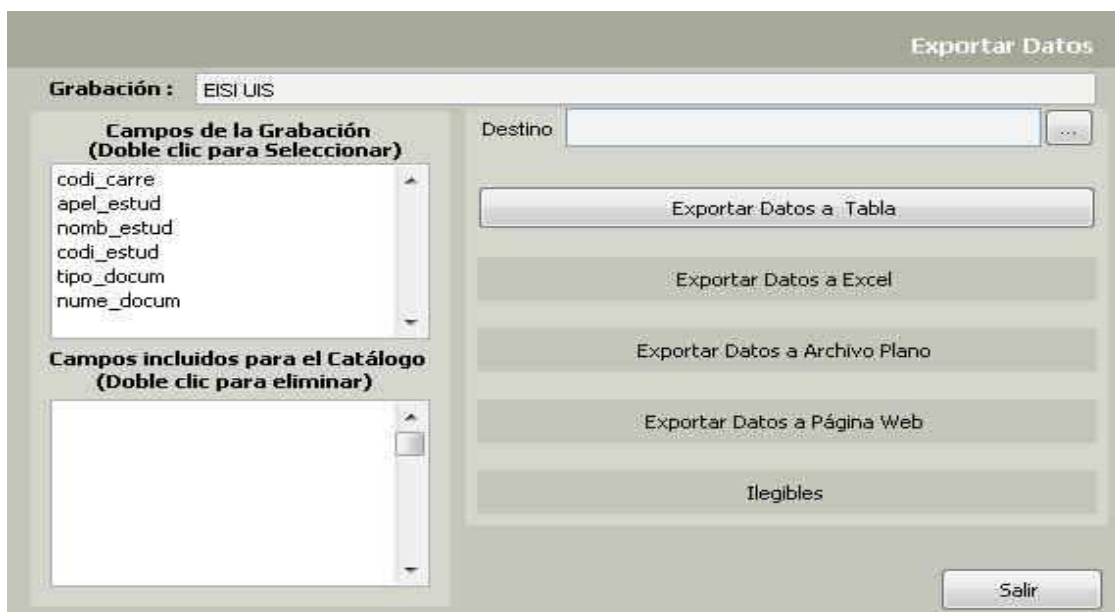 Exportar Datos
Grabación : EISI UIS
Campos de la Grabación
(Doble clic para Seleccionar)
codi_carre
apel_estud
nomb_estud
codi_estud
tipo_docum
nume_docum
Campos incluidos para el Catálogo
(Doble clic para eliminar)
Destino ...
Exportar Datos a Tabla
Exportar Datos a Excel
Exportar Datos a Archivo Plano
Exportar Datos a Página Web
Ilegibles
Salir